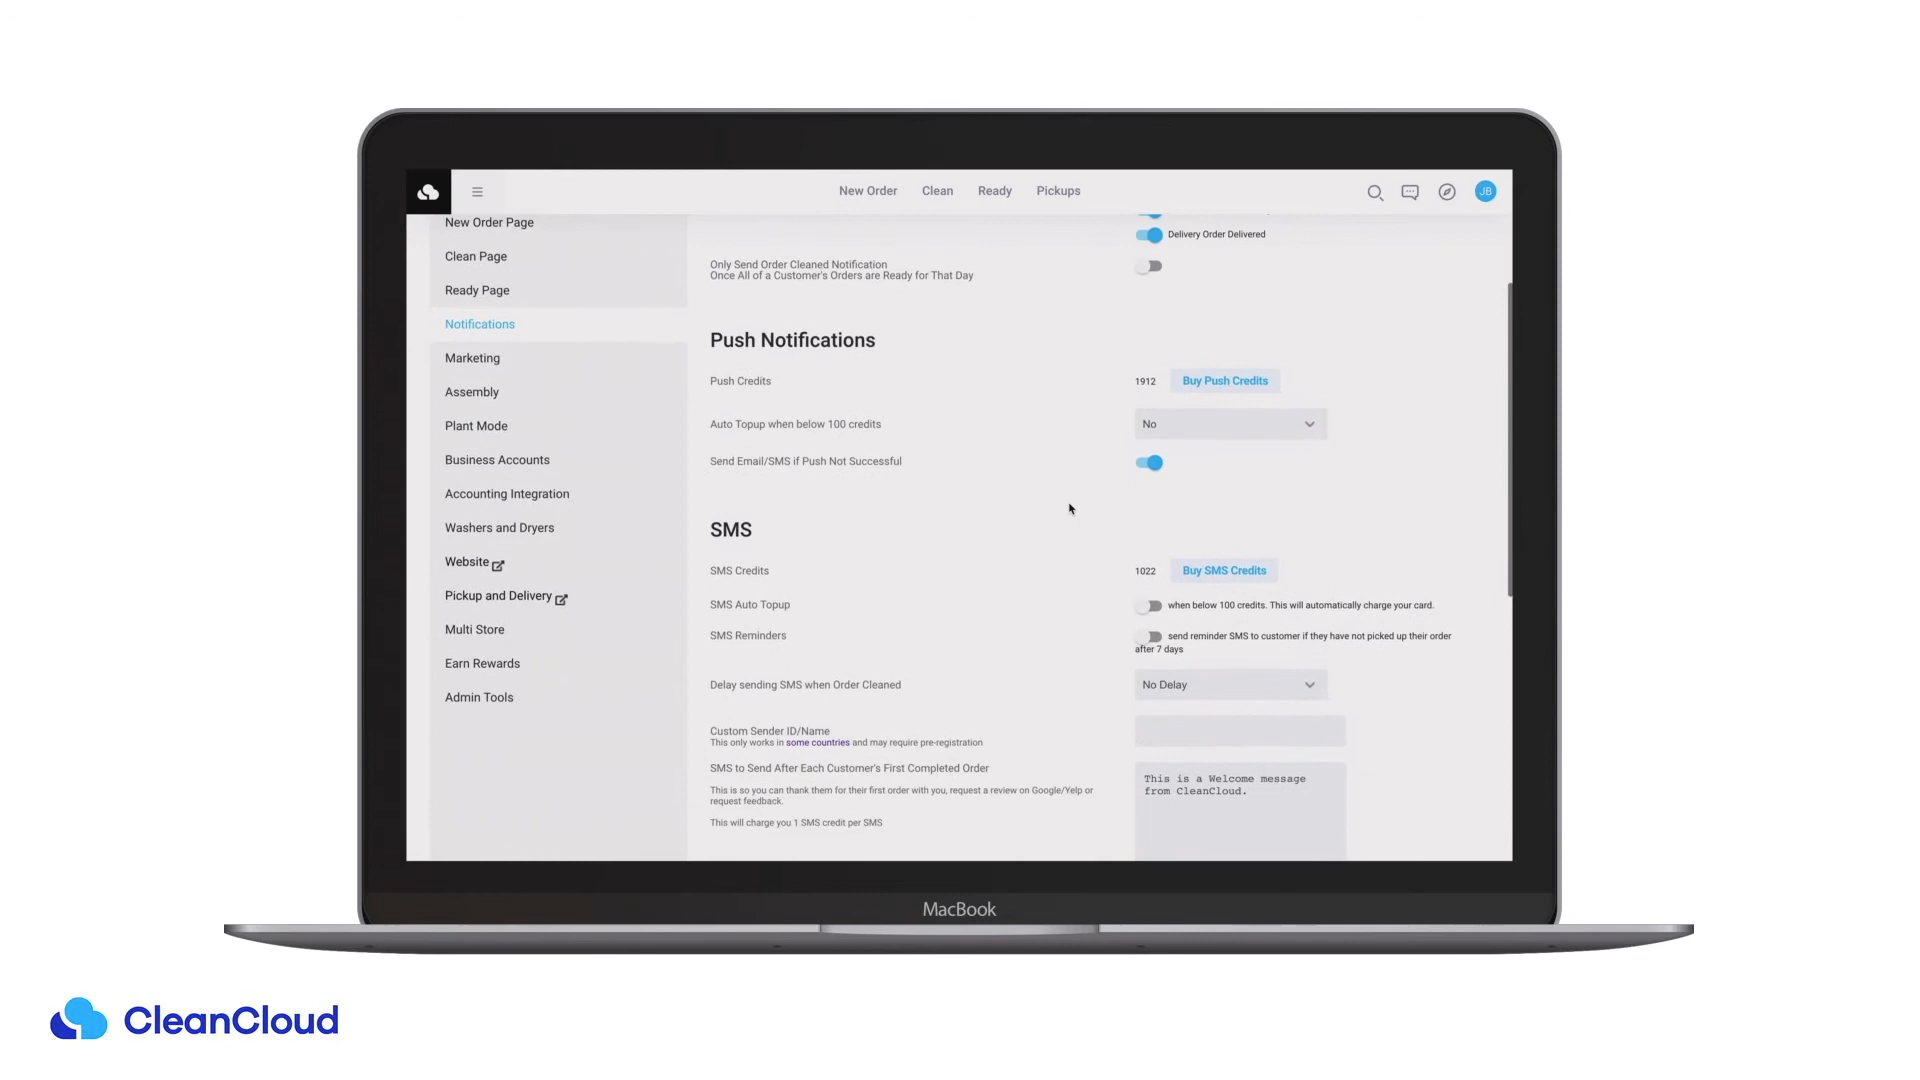 New Order
Clean
Ready
Pickups
JB
New Order Page
Clean Page
Ready Page
Notifications
Marketing
Assembly
Plant Mode
Business Accounts
Accounting Integration
Washers and Dryers
Website
Pickup and Delivery
Multi Store
Earn Rewards
Admin Tools
Delivery Order Delivered
Only Send Order Cleaned Notification
Once All of a Customer's Orders are Ready for That Day
Push Notifications
Push Credits
1912
Buy Push Credits
Auto Topup when below 100 credits
No
Send Email/SMS if Push Not Successful
SMS
SMS Credits
1022
Buy SMS Credits
SMS Auto Topup
when below 100 credits. This will automatically charge your card.
SMS Reminders
send reminder SMS to customer if they have not picked up their order
after 7 days
Delay sending SMS when Order Cleaned
No Delay
Custom Sender ID/Name
This only works in some countries and may require pre-registration
SMS to Send After Each Customer's First Completed Order
This is so you can thank them for their first order with you, request a review on Google/Yelp or
request feedback.
This will charge you 1 SMS credit per SMS
This is a Welcome message
from CleanCloud.
MacBook
CleanCloud